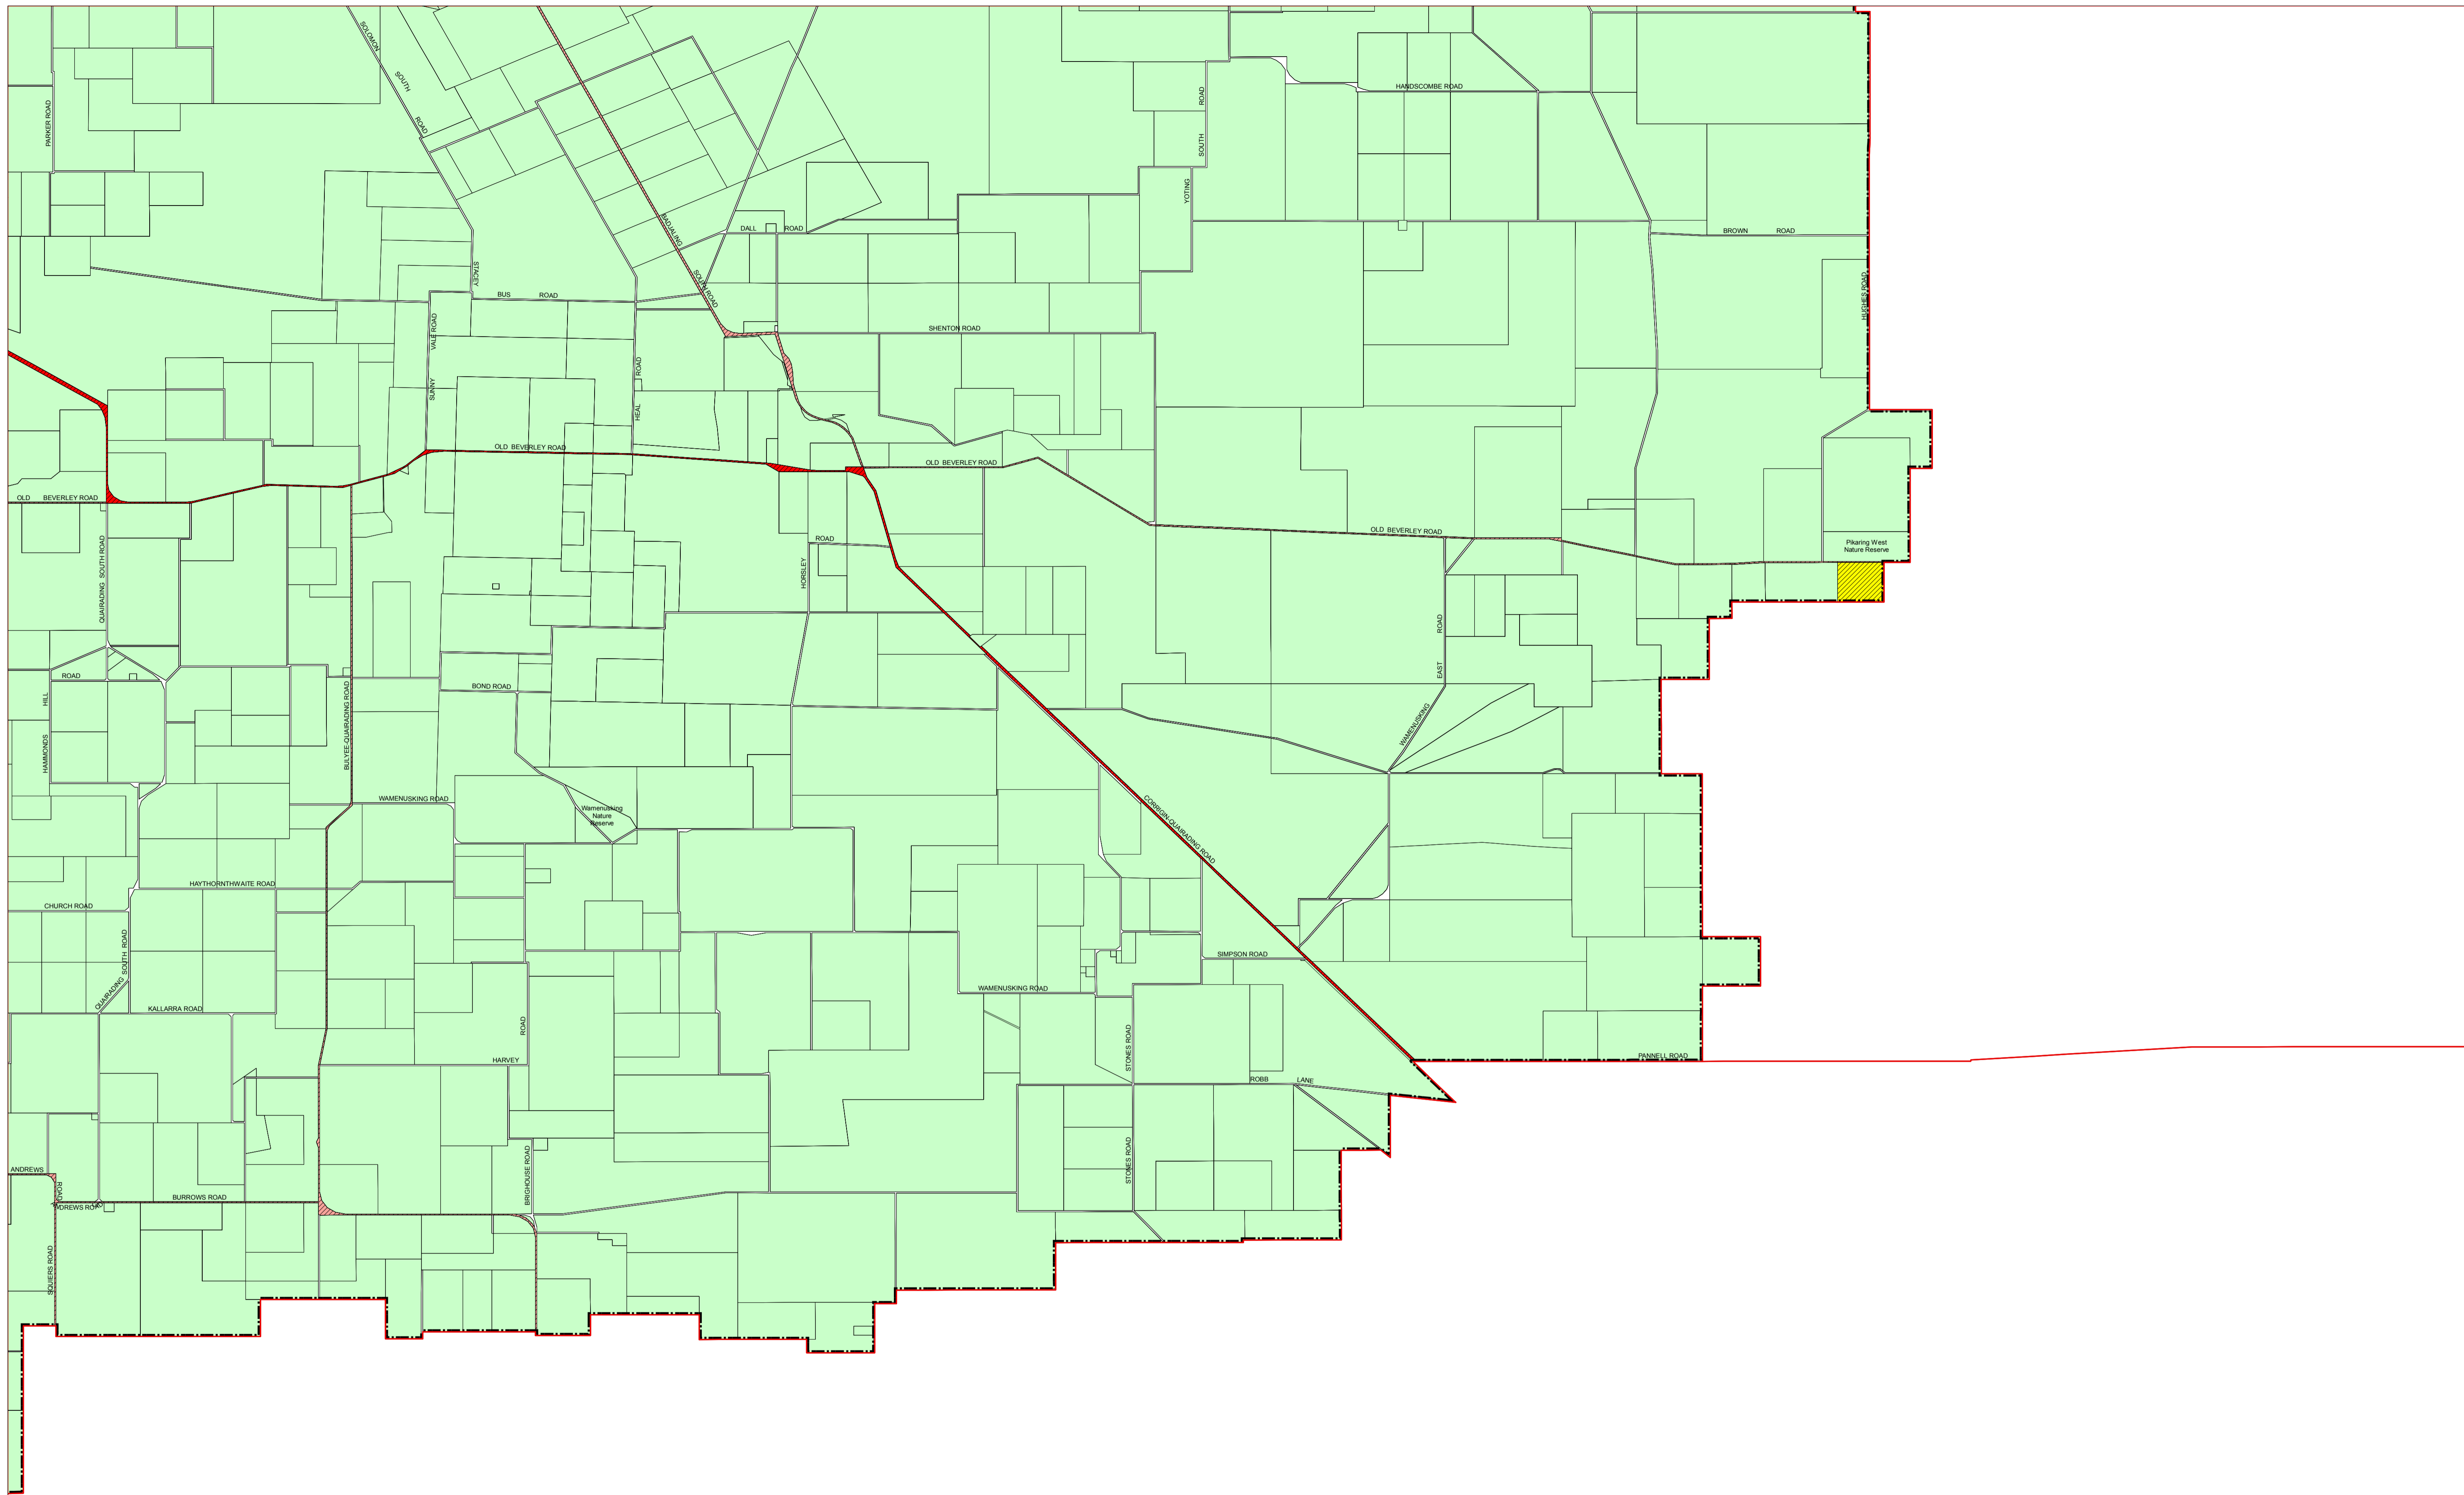 SOLOMON
SOUTH
ROAD
PARKER ROAD
HANDSCOMBE ROAD
ROAD
SOUTH
YOTING
BADJALING
SOUTH ROAD
DALL
ROAD
BROWN
ROAD
STACEY
BUS
ROAD
HUGHES ROAD
SUNNY
VALE ROAD
SHENTON ROAD
HEAL
ROAD
OLD BEVERLEY ROAD
OLD BEVERLEY ROAD
OLD
BEVERLEY ROAD
OLD BEVERLEY ROAD
Pikaring West
Nature Reserve
ROAD
HORSLEY
QUAIRADING SOUTH ROAD
WAMENUSKING
EAST
ROAD
ROAD
HAMMONDS
HILL
BOND ROAD
BULYEE-QUAIRADING ROAD
WAMENUSKING ROAD
Wamenusking
Nature
Reserve
CORRIGIN-QUAIRADING ROAD
HAYTHORNTHWAITE ROAD
CHURCH ROAD
QUAIRADING
SOUTH
ROAD
SIMPSON ROAD
WAMENUSKING ROAD
KALLARRA ROAD
ROAD
HARVEY
STONES ROAD
PANNELL ROAD
ROBB
LANE
STONES ROAD
BRIGHOUSE ROAD
ANDREWS
ROAD
BURROWS ROAD
SQUIERS ROAD